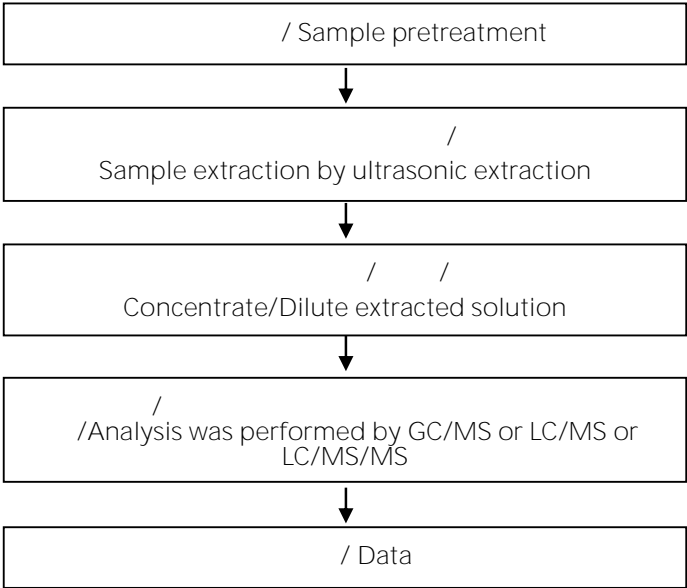 / Sample pretreatment
/
Sample extraction by ultrasonic extraction
/ /
Concentrate/Dilute extracted solution
/
/Analysis was performed by GC/MS or LC/MS or
LC/MS/MS
/ Data